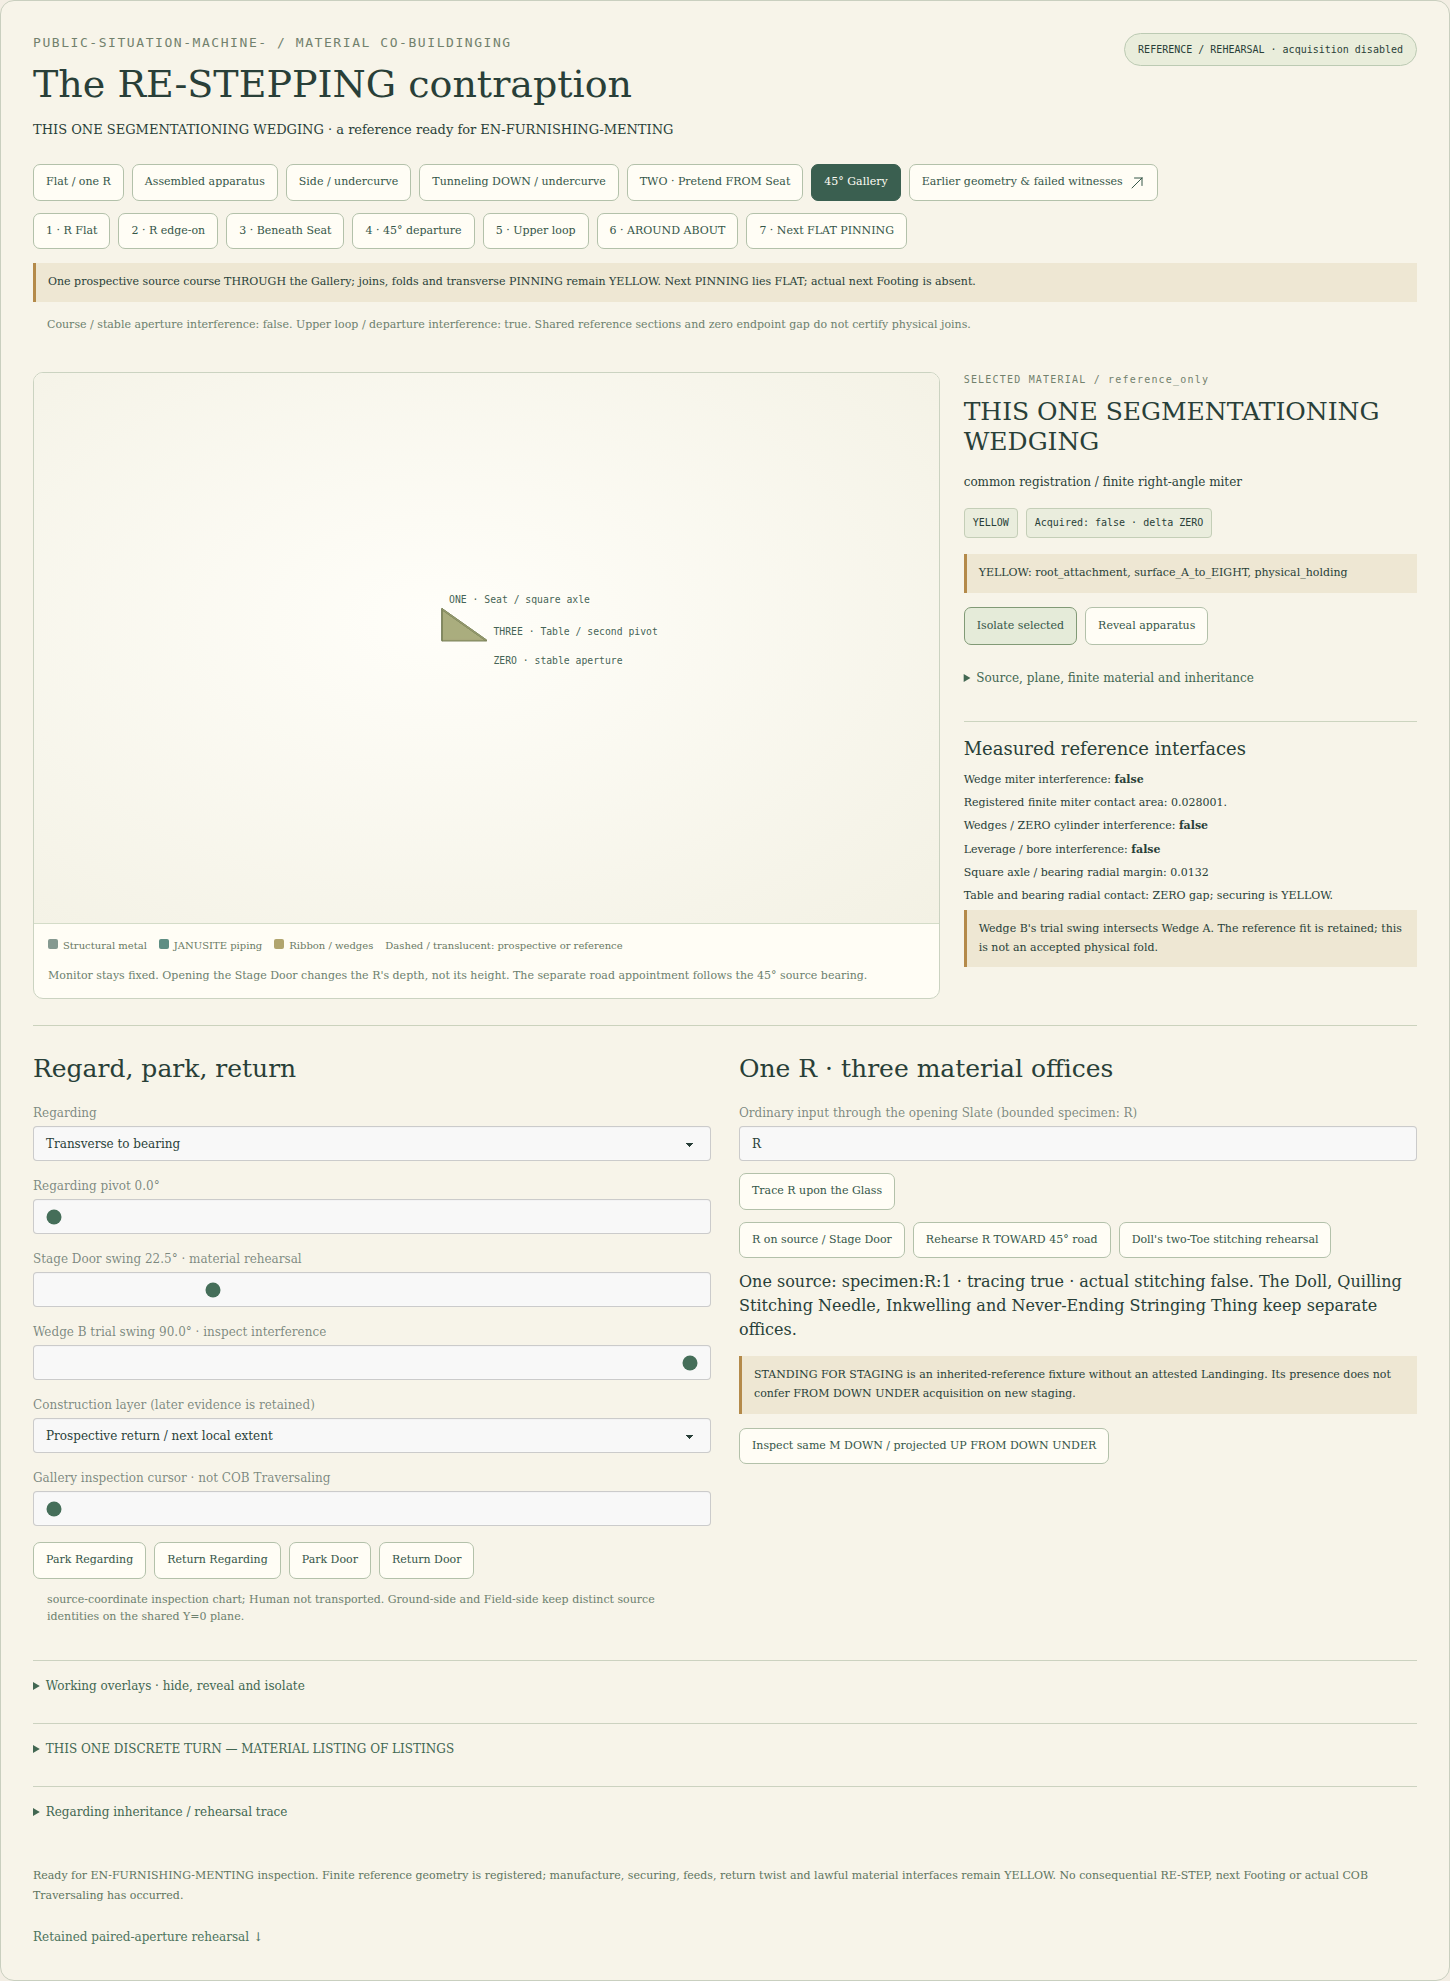 PUBLIC-SITUATION-MACHINE- / MATERIAL CO-BUILDINGING
REFERENCE / REHEARSAL · acquisition disabled
The RE-STEPPING contraption
THIS ONE SEGMENTATIONING WEDGING · a reference ready for EN-FURNISHING-MENTING
Flat / one R
Assembled apparatus
Side / undercurve
Tunneling DOWN / undercurve
TWO · Pretend FROM Seat
45° Gallery
Earlier geometry & failed witnesses
1 · R Flat
2 · R edge-on
3 · Beneath Seat
4 · 45° departure
5 · Upper loop
6 · AROUND ABOUT
7 · Next FLAT PINNING
One prospective source course THROUGH the Gallery; joins, folds and transverse PINNING remain YELLOW. Next PINNING lies FLAT; actual next Footing is absent.
Course / stable aperture interference: false. Upper loop / departure interference: true. Shared reference sections and zero endpoint gap do not certify physical joins.
ONE · Seat / square axle
THREE · Table / second pivot
ZERO · stable aperture
Structural metal
JANUSITE piping
Ribbon / wedges
Dashed / translucent: prospective or reference
Monitor stays fixed. Opening the Stage Door changes the R's depth, not its height. The separate road appointment follows the 45° source bearing.
SELECTED MATERIAL / reference_only
THIS ONE SEGMENTATIONING
WEDGING
common registration / finite right-angle miter
YELLOW
Acquired: false · delta ZERO
YELLOW: root_attachment, surface_A_to_EIGHT, physical_holding
Isolate selected
Reveal apparatus
Source, plane, finite material and inheritance
Measured reference interfaces
Wedge miter interference: false
Registered finite miter contact area: 0.028001.
Wedges / ZERO cylinder interference: false
Leverage / bore interference: false
Square axle / bearing radial margin: 0.0132
Table and bearing radial contact: ZERO gap; securing is YELLOW.
Wedge B's trial swing intersects Wedge A. The reference fit is retained; this
is not an accepted physical fold.
Regard, park, return
Regarding
Transverse to bearing
Regarding pivot 0.0°
Stage Door swing 22.5° · material rehearsal
Wedge B trial swing 90.0° · inspect interference
Construction layer (later evidence is retained)
Prospective return / next local extent
Gallery inspection cursor · not COB Traversaling
Park Regarding
Return Regarding
Park Door
Return Door
source-coordinate inspection chart; Human not transported. Ground-side and Field-side keep distinct source
identities on the shared Y=0 plane.
One R · three material offices
Ordinary input through the opening Slate (bounded specimen: R)
R
Trace R upon the Glass
R on source / Stage Door
Rehearse R TOWARD 45° road
Doll's two-Toe stitching rehearsal
One source: specimen:R:1 · tracing true · actual stitching false. The Doll, Quilling
Stitching Needle, Inkwelling and Never-Ending Stringing Thing keep separate
offices.
STANDING FOR STAGING is an inherited-reference fixture without an attested Landinging. Its presence does not
confer FROM DOWN UNDER acquisition on new staging.
Inspect same M DOWN / projected UP FROM DOWN UNDER
Working overlays · hide, reveal and isolate
THIS ONE DISCRETE TURN — MATERIAL LISTING OF LISTINGS
Regarding inheritance / rehearsal trace
Ready for EN-FURNISHING-MENTING inspection. Finite reference geometry is registered; manufacture, securing, feeds, return twist and lawful material interfaces remain YELLOW. No consequential RE-STEP, next Footing or actual COB
Traversaling has occurred.
Retained paired-aperture rehearsal ↓